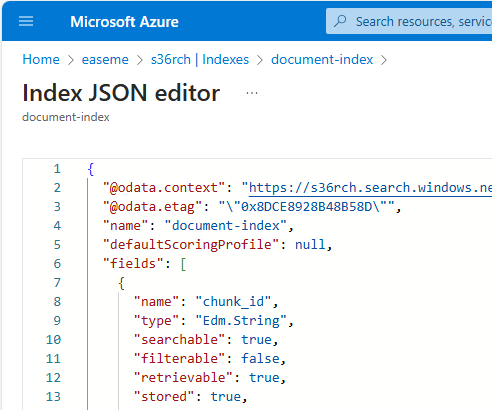 Microsoft Azure
Search resources, servic
Home > easeme > s36rch | Indexes > document-index >
Index JSON editor ...
document-index
1 {
2 "@odata.context": "https://s36rch.search.windows.ne
3 "@odata.etag": "\"0x8DCE8928B48B58D\"",
4 "name": "document-index",
5 "defaultScoringProfile": null,
6 "fields": [
7 {
8 "name": "chunk_id",
9 "type": "Edm.String",
10 "searchable": true,
11 "filterable": false,
12 "retrievable": true,
13 "stored": true,